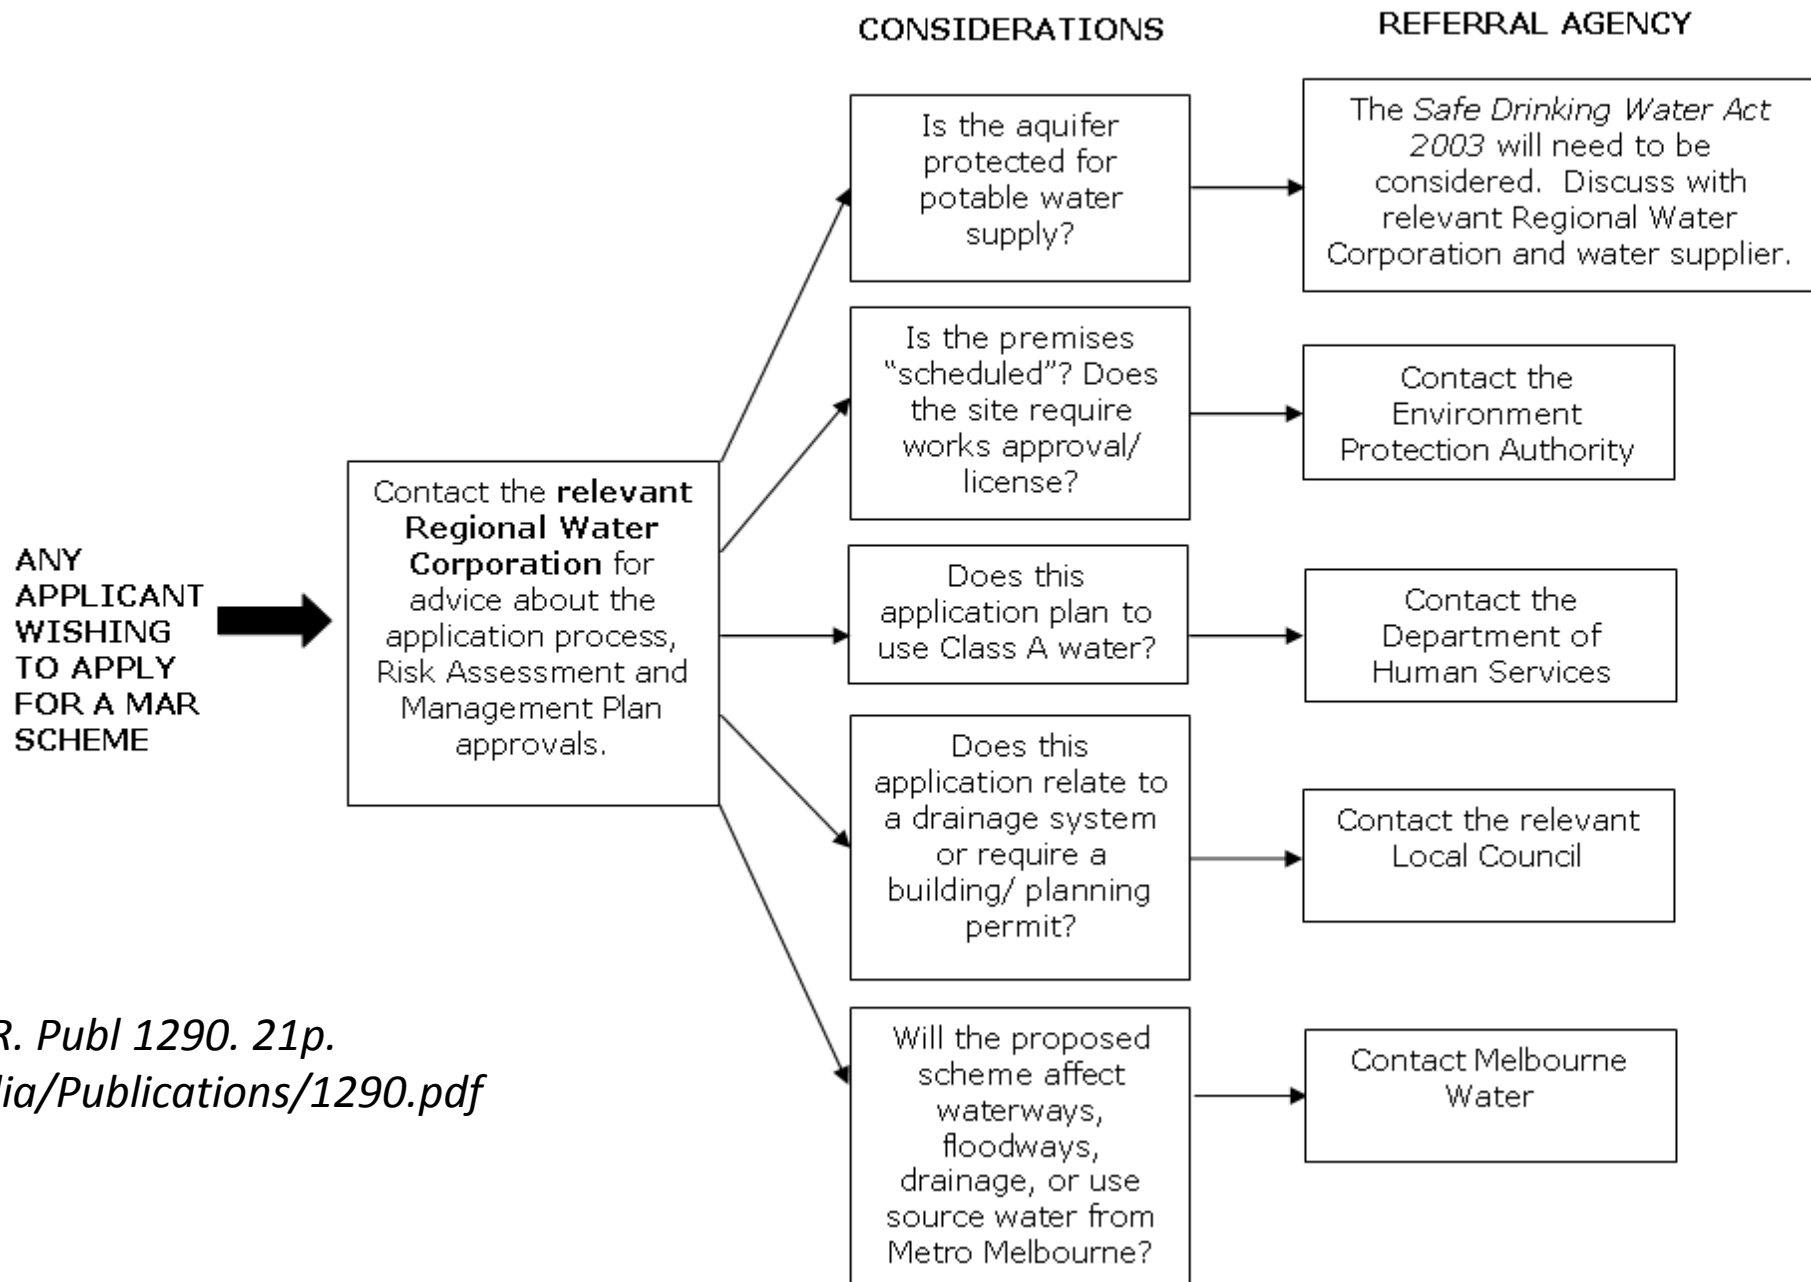 CONSIDERATIONS
REFERRAL AGENCY
ANY
APPLICANT
WISHING
TO APPLY
FOR A MAR
SCHEME
Contact the relevant
Regional Water
Corporation for
advice about the
application process,
Risk Assessment and
Management Plan
approvals.
Is the aquifer
protected for
potable water
supply?
The Safe Drinking Water Act
2003 will need to be
considered. Discuss with
relevant Regional Water
Corporation and water supplier.
Is the premises
“scheduled”? Does
the site require
works approval/
license?
Contact the
Environment
Protection Authority
Does this
application plan to
use Class A water?
Contact the
Department of
Human Services
Does this
application relate to
a drainage system
or require a
building/ planning
permit?
Contact the relevant
Local Council
Will the proposed
scheme affect
waterways,
floodways,
drainage, or use
source water from
Metro Melbourne?
Contact Melbourne
Water
R. Publ 1290. 21p.
lia/Publications/1290.pdf